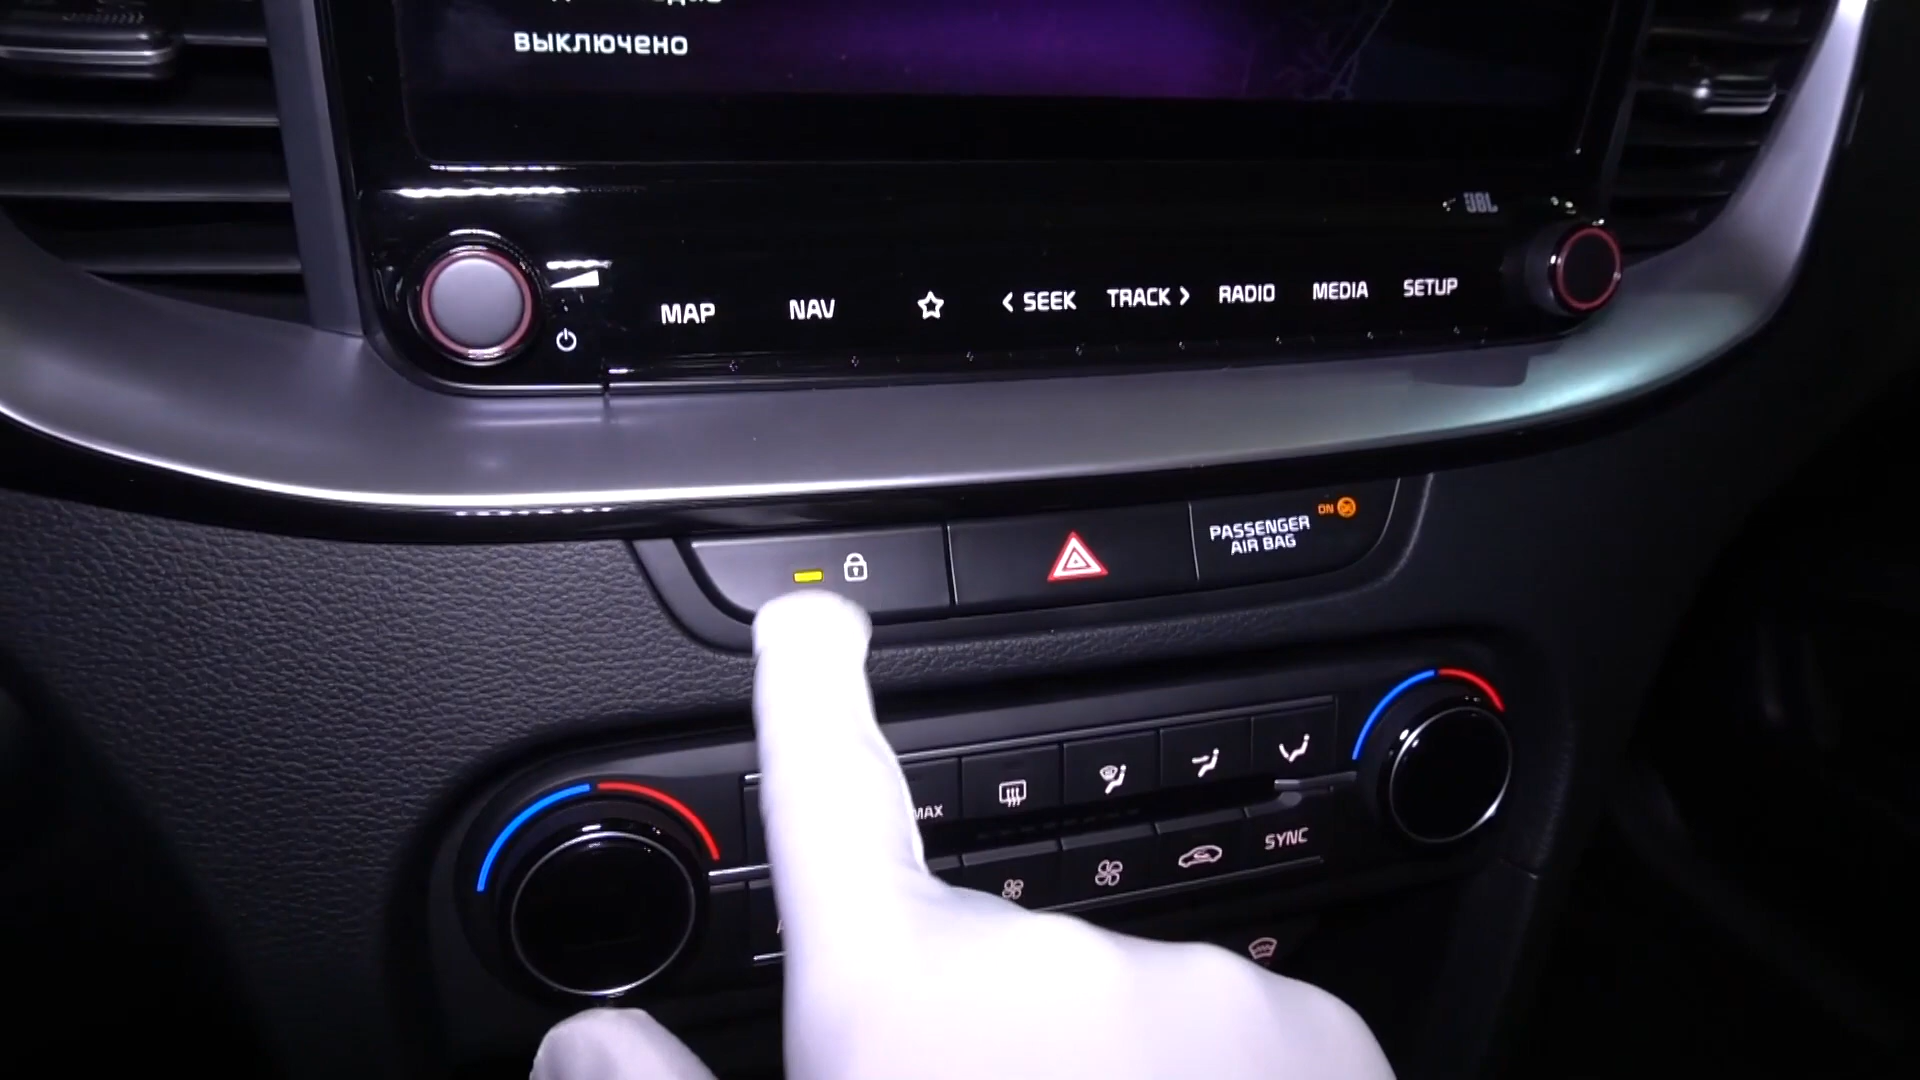 выключено
JBL
MAP
NAV
< SEEK
TRACK >
RADIO
MEDIA
SETUP
PASSENGER
AIR BAG
ON
MAX
SYNC